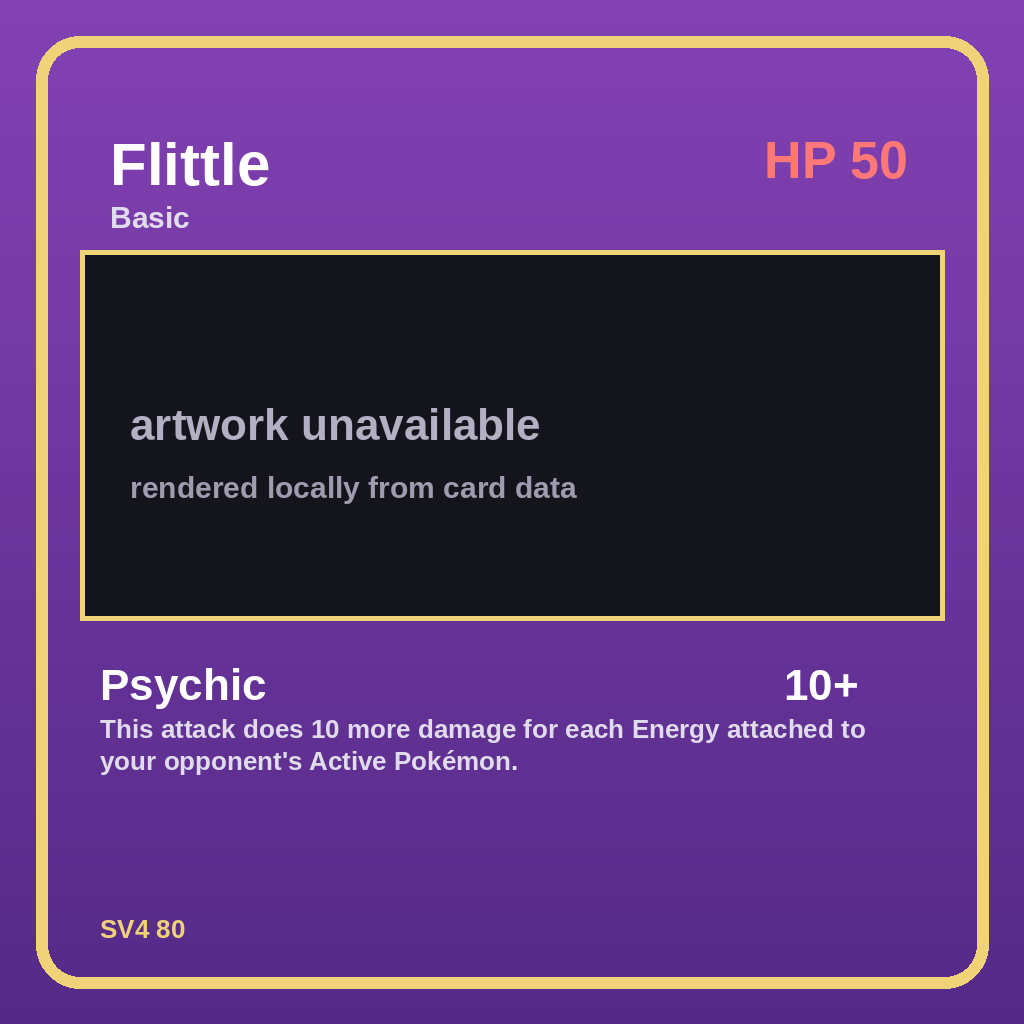 Flittle
HP 50
Basic
artwork unavailable
rendered locally from card data
Psychic
10+
This attack does 10 more damage for each Energy attached to
your opponent's Active Pokémon.
SV4 80